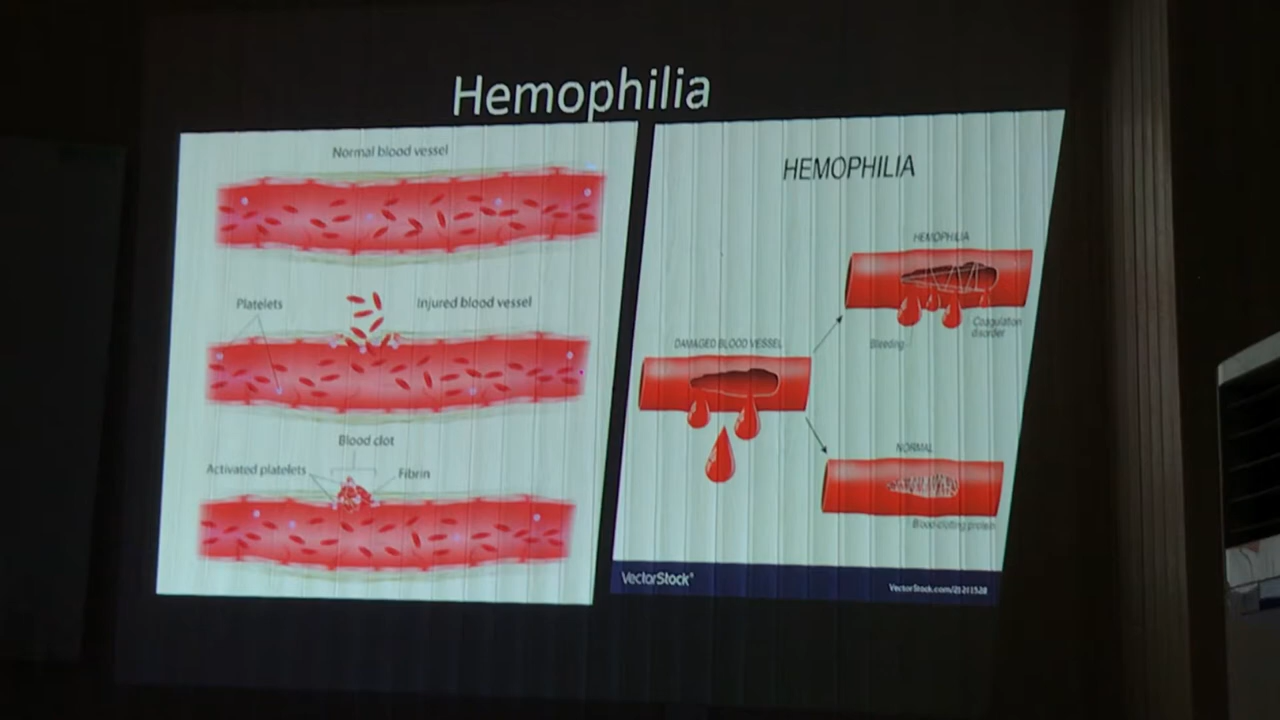 Hemophilia
Normal blood vessel
Platelets
Injured blood vessel
Blood clot
Activated platelets
Fibrin
HEMOPHILIA
HEMOPHILIA
Bleeding
Coagulation
disorder
DAMAGED BLOOD VESSEL
NORMAL
Blood-clotting protein
VectorStock®
VectorStock.com/21211528